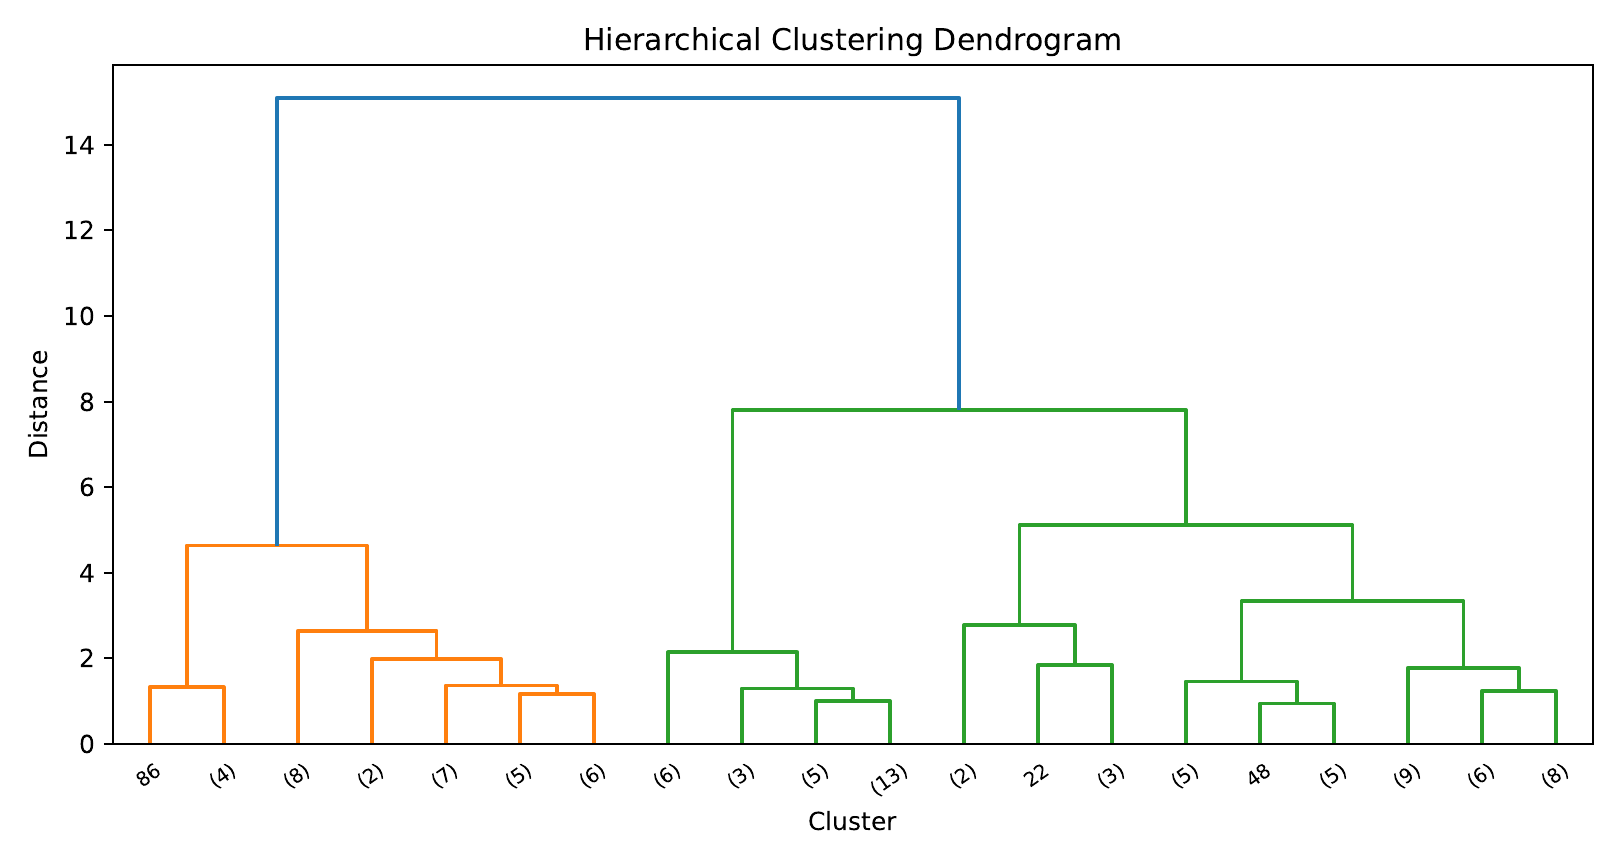 Hierarchical Clustering Dendrogram
Distance
14
12
10
8
6
4
2
0
86 (4) (8) (2) (7) (5) (6) (6) (3) (5) (13) (2) 22 (3) (5) 48 (5) (9) (6) (8)
Cluster